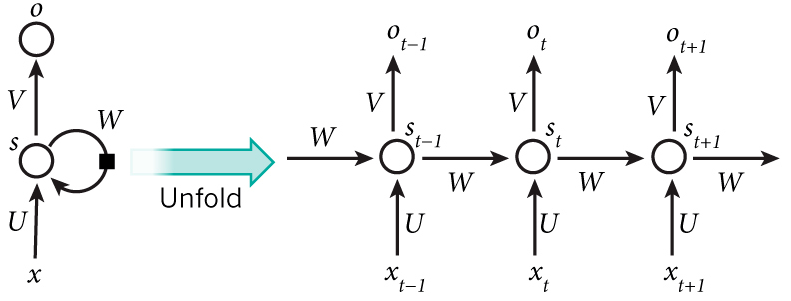 o
V
W
s
U
x
Unfold
o_{t-1} o_t o_{t+1}
V V V
W s_{t-1} s_t s_{t+1}
W W W
U U U
x_{t-1} x_t x_{t+1}